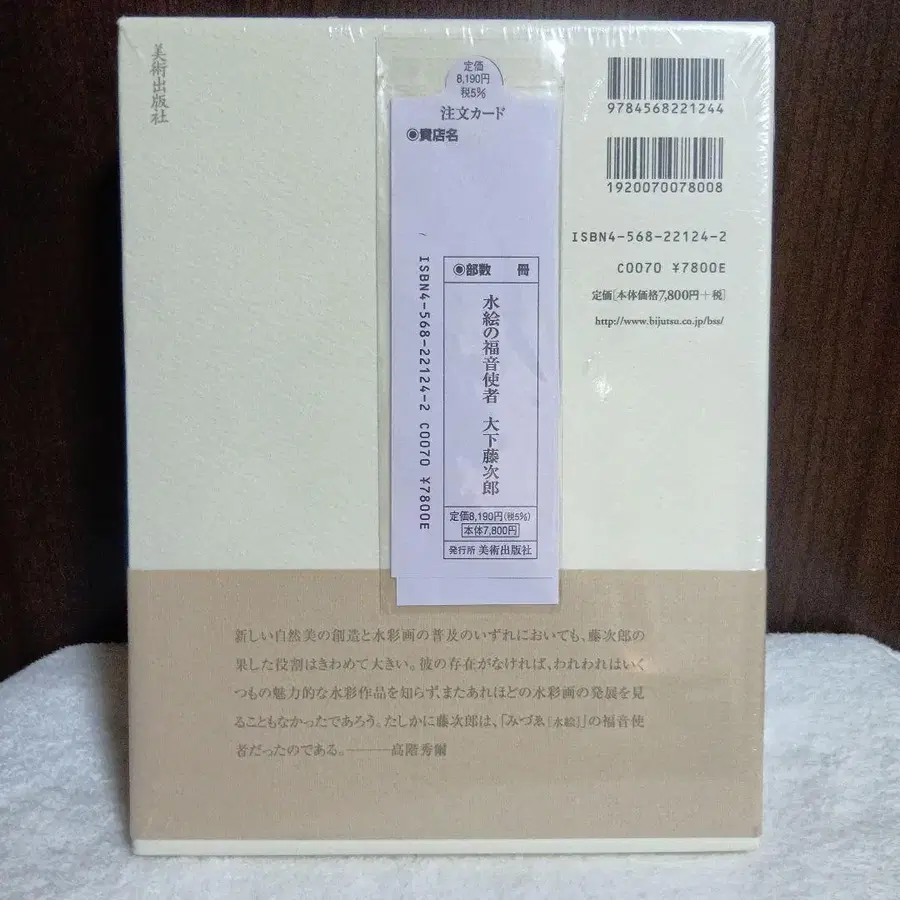 美術出版社
定価
8,190円
税5%
注文カード
◉貴店名
ISBN4-568-22124-2 C0070 ¥7800E
◉部数 冊
水絵の福音使者 大下藤次郎
定価8,190円(税5%)
本体7,800円
発行所 美術出版社
9784568221244
1920070078008
ISBN4-568-22124-2
C0070 ¥7800E
定価[本体価格7,800円+税]
http://www.bijutsu.co.jp/bss/
新しい自然美の創造と水彩画の普及のいずれにおいても、藤次郎の
果した役割はきわめて大きい。彼の存在がなければ、われわれはいく
つもの魅力的な水彩作品を知らず、またあれほどの水彩画の発展を見
ることもなかったであろう。たしかに藤次郎は、「みづゑ[水絵]」の福音使
者だったのである。———高階秀爾